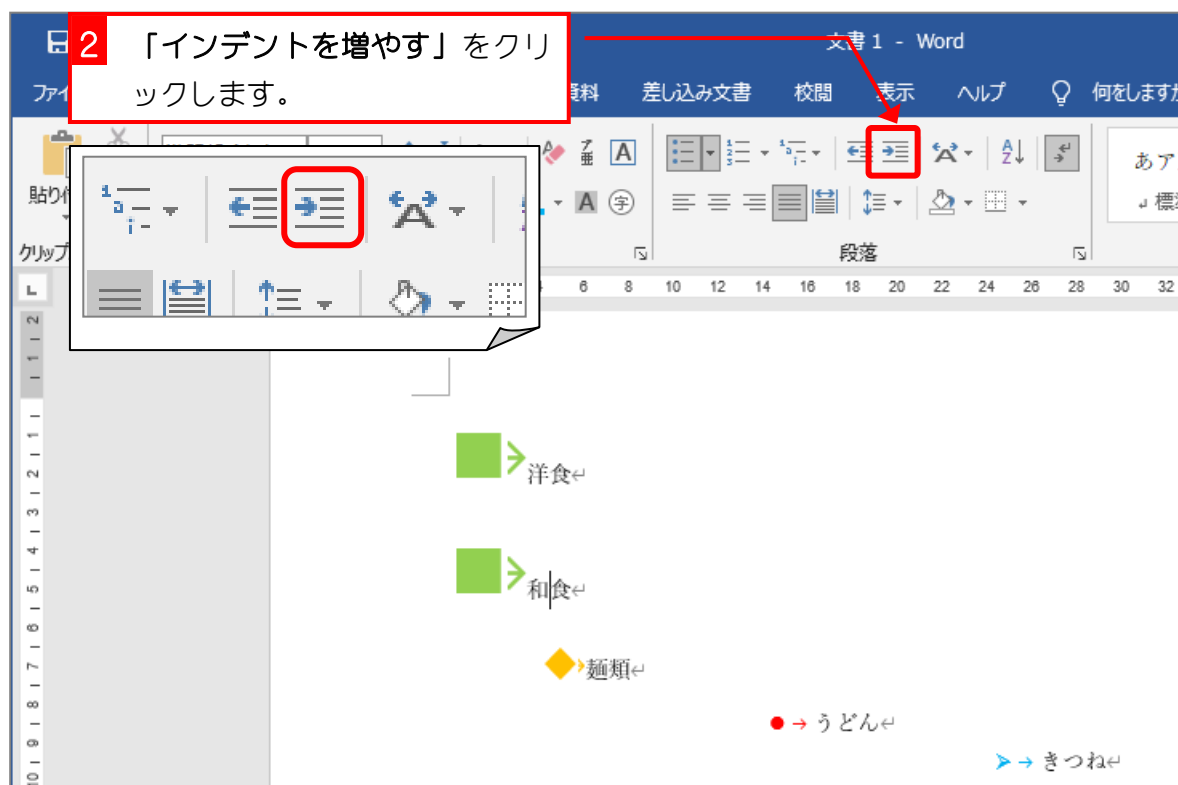 2 「インデントを増やす」をクリ
ックします。
文書 1 - Word
差し込み文書 校閲 表示 ヘルプ 何をしますか
貼り付
クリップ
段落
あア
標準
6 8 10 12 14 16 18 20 22 24 26 28 30 32
洋食
和食
麺類
うどん
きつね